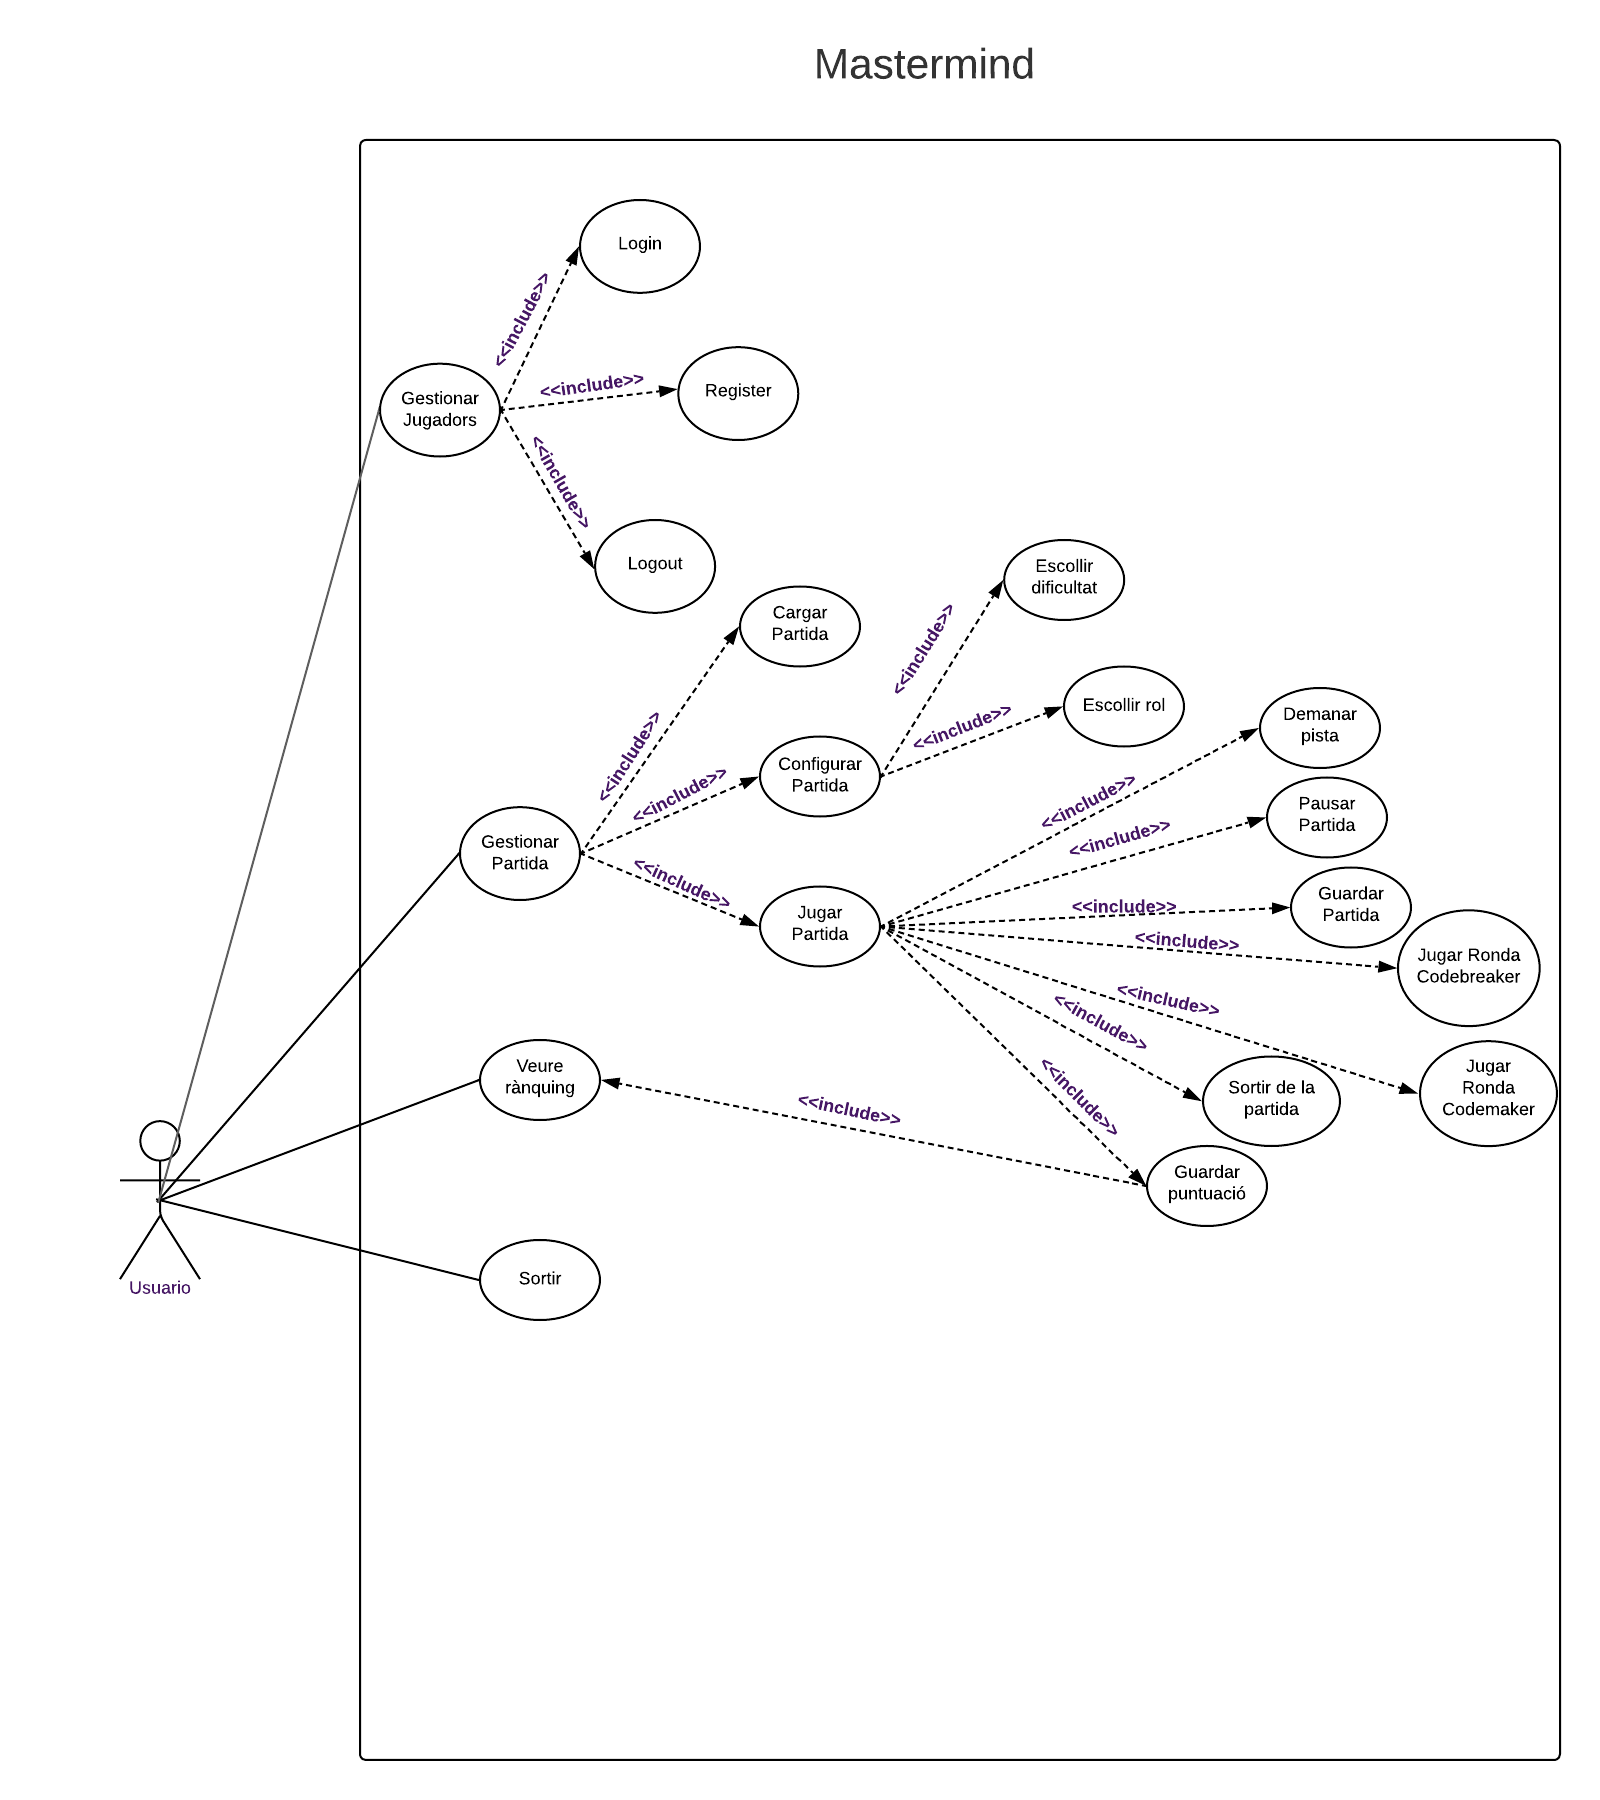 Mastermind
Login
<<include>>
Gestionar
Jugadors
<<include>>
Register
<<include>>
Logout
Cargar
Partida
Escollir
dificultat
<<include>>
Escollir rol
<<include>>
<<include>>
Configurar
Partida
<<include>>
Demanar
pista
<<include>>
Pausar
Partida
<<include>>
Gestionar
Partida
<<include>>
Jugar
Partida
<<include>>
Guardar
Partida
<<include>>
Jugar Ronda
Codebreaker
<<include>>
<<include>>
Jugar
Ronda
Codemaker
Sortir de la
partida
<<include>>
Veure
rànquing
<<include>>
Guardar
puntuació
Sortir
Usuario